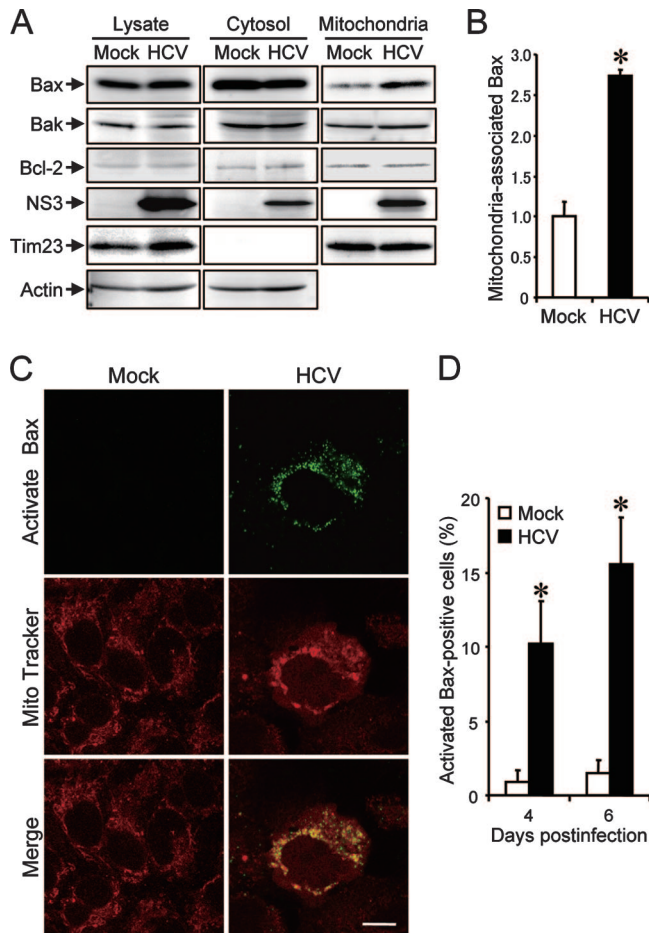 A
Lysate Cytosol Mitochondria
Mock HCV Mock HCV Mock HCV
Bax
Bak
Bcl-2
NS3
Tim23
Actin
B
Mitochondria-associated Bax
3.0
2.5
2.0
1.5
1.0
0.5
0
*
Mock HCV
C
Mock HCV
Activate Bax
Mito Tracker
Merge
D
Activated Bax-positive cells (%)
20
15
10
5
0
Mock
HCV
*
*
4 6
Days postinfection